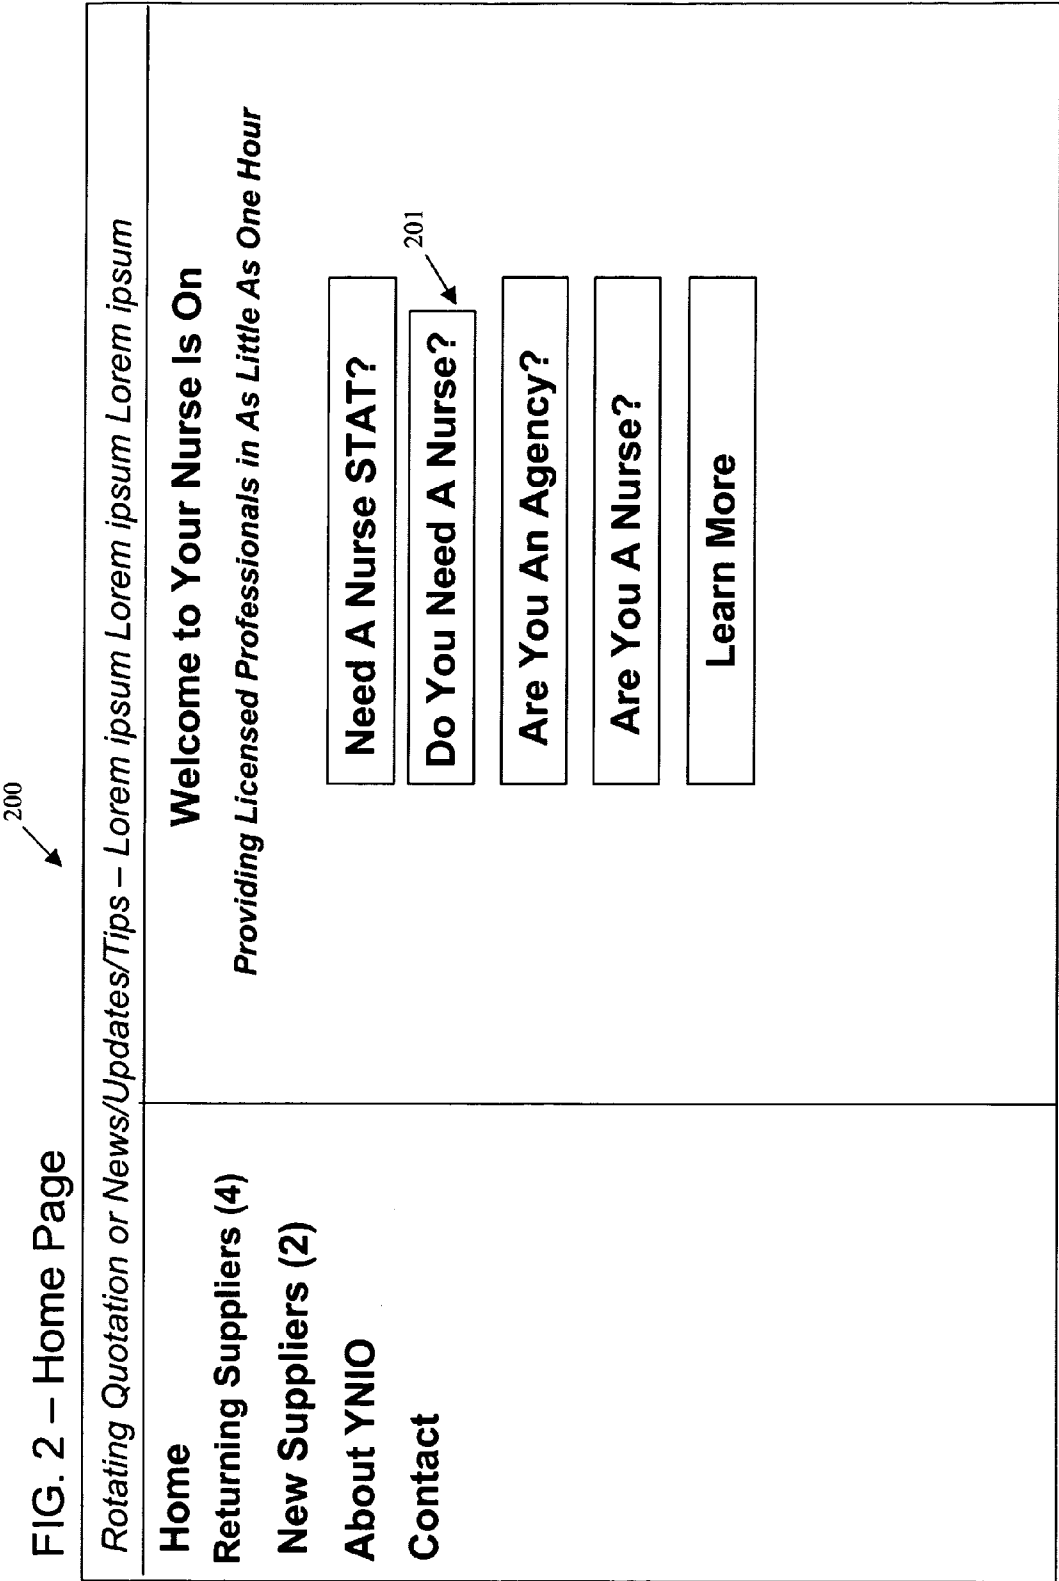 FIG. 2 – Home Page
200
Rotating Quotation or News/Updates/Tips – Lorem ipsum Lorem ipsum Lorem ipsum
Home
Returning Suppliers (4)
New Suppliers (2)
About YNIO
Contact
Welcome to Your Nurse Is On
Providing Licensed Professionals in As Little As One Hour
Need A Nurse STAT?
Do You Need A Nurse?
201
Are You An Agency?
Are You A Nurse?
Learn More